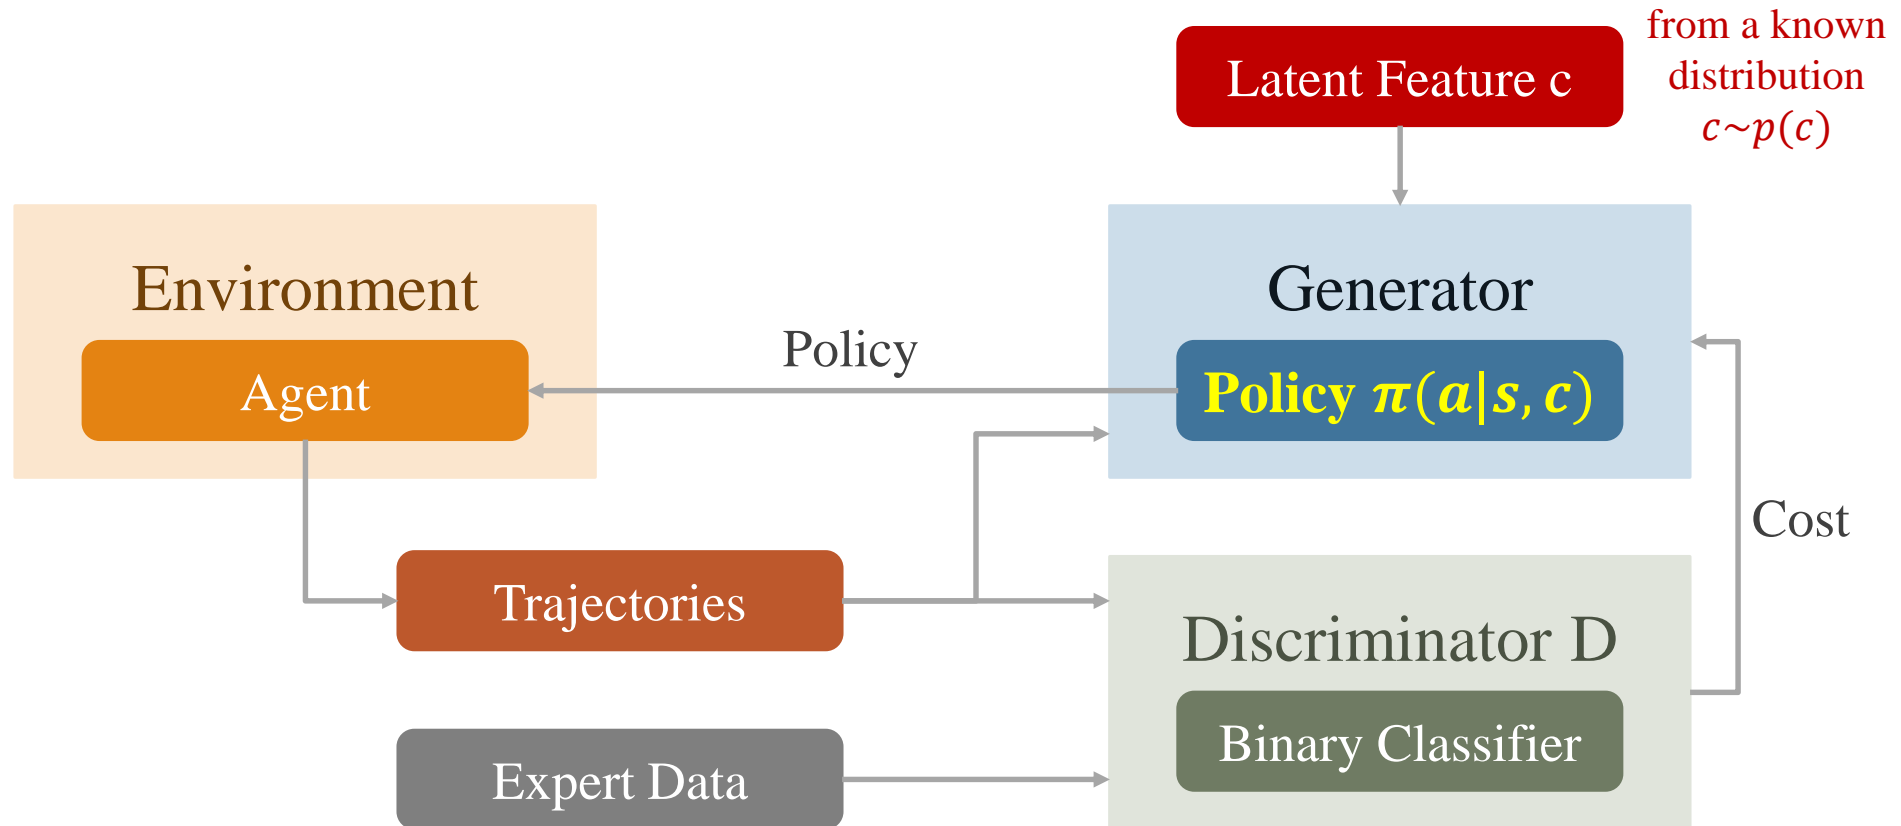 from a known
distribution
c~p(c)
Latent Feature c
Environment
Agent
Policy
Generator
Policy π(a|s, c)
Cost
Trajectories
Discriminator D
Binary Classifier
Expert Data